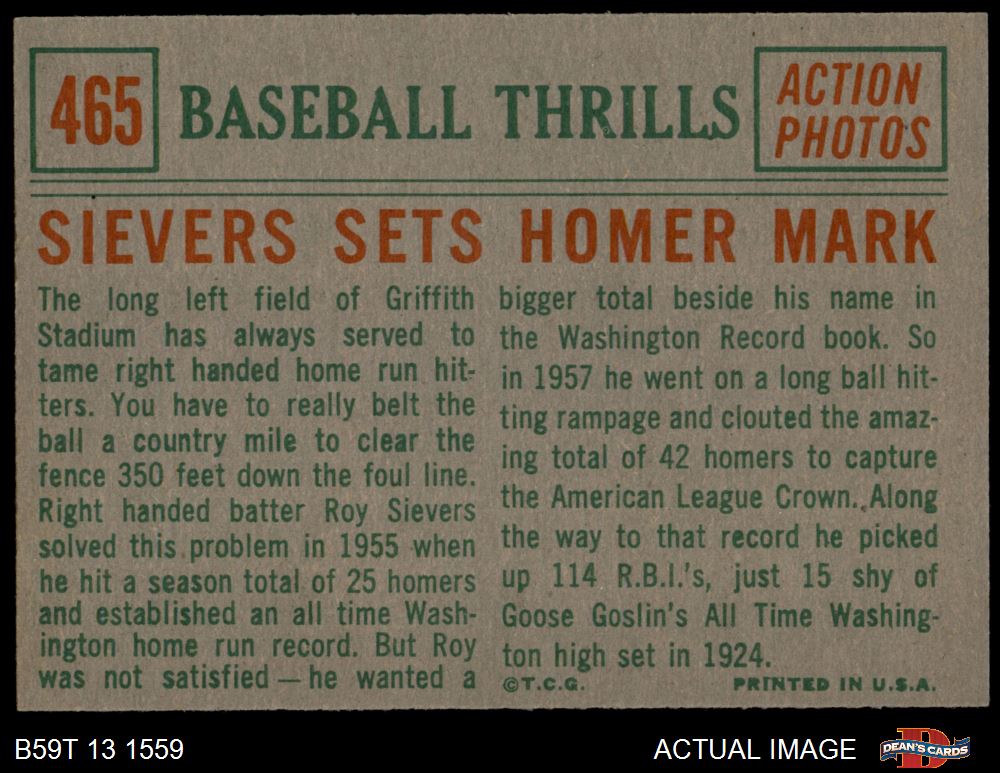 465
BASEBALL THRILLS
ACTION
PHOTOS
SIEVERS SETS HOMER MARK
The long left field of Griffith
Stadium has always served to
tame right handed home run hit-
ters. You have to really belt the
ball a country mile to clear the
fence 350 feet down the foul line.
Right handed batter Roy Sievers
solved this problem in 1955 when
he hit a season total of 25 homers
and established an all time Wash-
ington home run record. But Roy
was not satisfied — he wanted a
bigger total beside his name in
the Washington Record book. So
in 1957 he went on a long ball hit-
ting rampage and clouted the amaz-
ing total of 42 homers to capture
the American League Crown. Along
the way to that record he picked
up 114 R.B.I.'s, just 15 shy of
Goose Goslin's All Time Washing-
ton high set in 1924.
©T.C.G. PRINTED IN U.S.A.
B59T 13 1559
ACTUAL IMAGE
D
DEAN'S CARDS